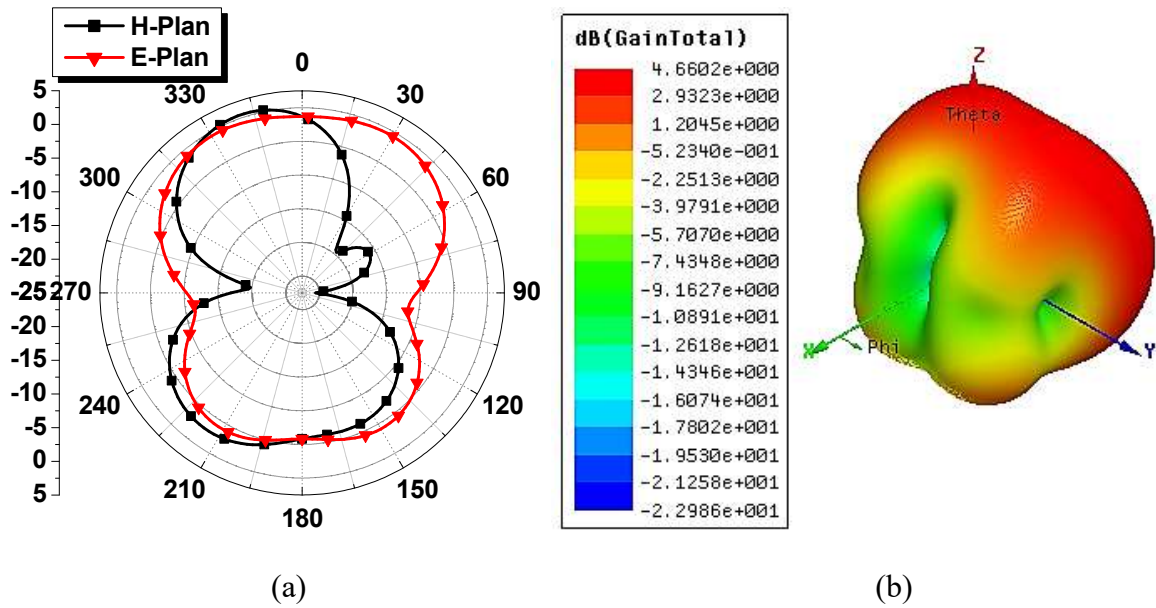 H-Plan
E-Plan
0
30
60
90
120
150
180
210
240
270
300
330
5
0
-5
-10
-15
-20
-25
-20
-15
-10
-5
0
5
(a)
dB(GainTotal)
4.6602e+000
2.9323e+000
1.2045e+000
-5.2340e-001
-2.2513e+000
-3.9791e+000
-5.7070e+000
-7.4348e+000
-9.1627e+000
-1.0891e+001
-1.2618e+001
-1.4346e+001
-1.6074e+001
-1.7802e+001
-1.9530e+001
-2.1258e+001
-2.2986e+001
Z
Theta
X
Phi
Y
(b)